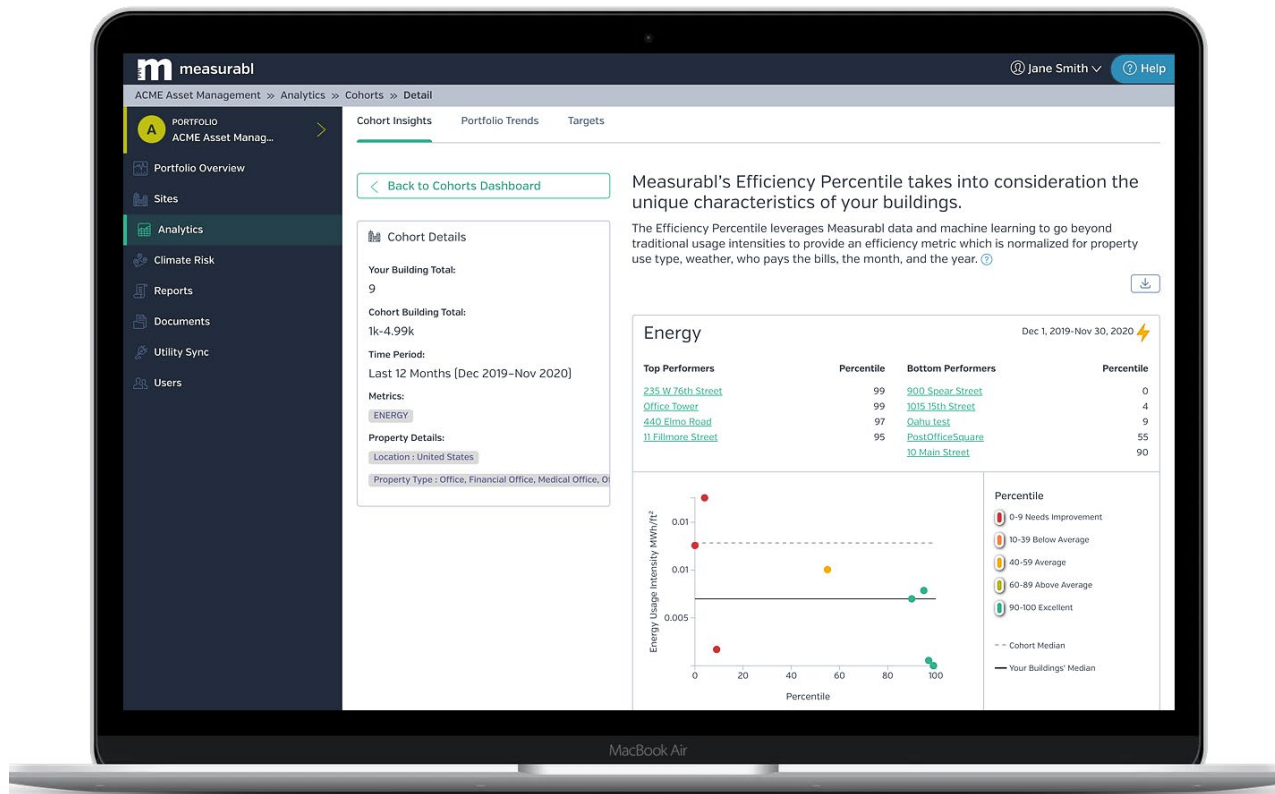 measurabl
Jane Smith
Help
ACME Asset Management » Analytics » Cohorts » Detail
A
PORTFOLIO
ACME Asset Manag...
Portfolio Overview
Sites
Analytics
Climate Risk
Reports
Documents
Utility Sync
Users
Cohort Insights Portfolio Trends Targets
Back to Cohorts Dashboard
Cohort Details
Your Building Total:
9
Cohort Building Total:
1k-4.99k
Time Period:
Last 12 Months (Dec 2019–Nov 2020)
Metrics:
ENERGY
Property Details:
Location : United States
Property Type : Office, Financial Office, Medical Office, O
Measurabl's Efficiency Percentile takes into consideration the
unique characteristics of your buildings.
The Efficiency Percentile leverages Measurabl data and machine learning to go beyond
traditional usage intensities to provide an efficiency metric which is normalized for property
use type, weather, who pays the bills, the month, and the year.
Energy
Dec 1, 2019-Nov 30, 2020
Top Performers Percentile Bottom Performers Percentile
235 W 76th Street 99 900 Spear Street 0
Office Tower 99 1015 15th Street 4
440 Elmo Road 97 Oahu test 9
11 Fillmore Street 95 PostOfficeSquare 55
10 Main Street 90
Energy Usage Intensity MWh/ft²
0.01
0.01
0.005
0 20 40 60 80 100
Percentile
Percentile
0-9 Needs Improvement
10-39 Below Average
40-59 Average
60-89 Above Average
90-100 Excellent
Cohort Median
Your Buildings' Median
MacBook Air